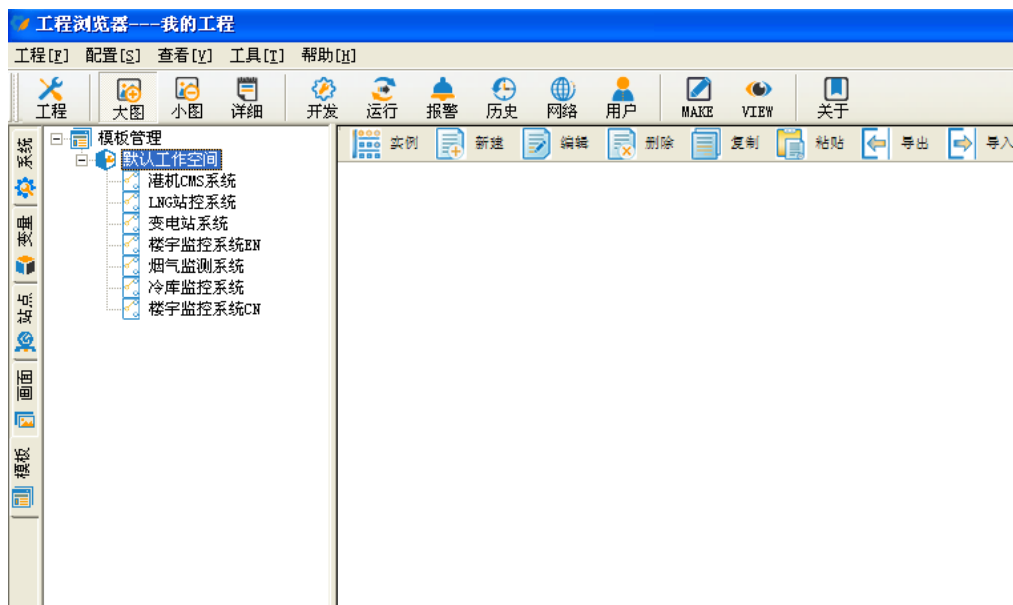 工程浏览器---我的工程
工程[F] 配置[S] 查看[V] 工具[T] 帮助[H]
工程 大图 小图 详细 开发 运行 报警 历史 网络 用户 MAKE VIEW 关于
实例 新建 编辑 删除 复制 粘贴 导出 导入
系统
变量
站点
画面
模板
模板管理
默认工作空间
港机CMS系统
LNG站控系统
变电站系统
楼宇监控系统EN
烟气监测系统
冷库监控系统
楼宇监控系统CN